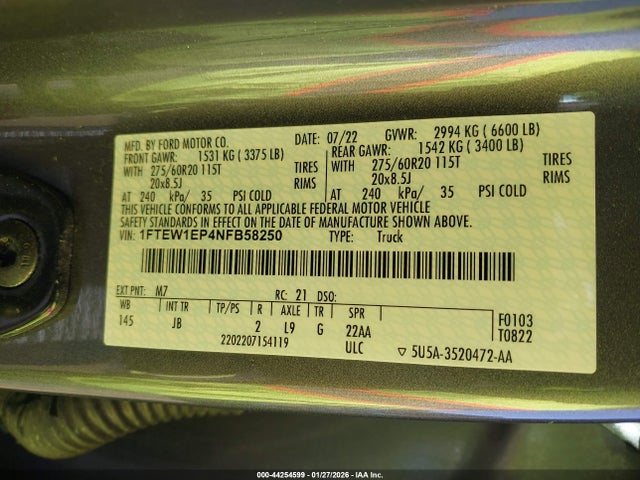 MFD. BY FORD MOTOR CO. DATE: 07/22 GVWR: 2994 KG ( 6600 LB)
FRONT GAWR: 1531 KG ( 3375 LB) REAR GAWR: 1542 KG ( 3400 LB)
WITH 275/60R20 115T TIRES WITH 275/60R20 115T TIRES
20x8.5J RIMS 20x8.5J RIMS
AT 240 kPa/ 35 PSI COLD AT 240 kPa/ 35 PSI COLD
THIS VEHICLE CONFORMS TO ALL APPLICABLE FEDERAL MOTOR VEHICLE
SAFETY STANDARDS IN EFFECT ON THE DATE OF MANUFACTURE SHOWN ABOVE.
VIN: 1FTEW1EP4NFB58250 TYPE: Truck
EXT PNT: M7 RC: 21 DSO:
WB INT TR TP/PS R AXLE TR SPR
145 JB 2 L9 G 22AA
2202207154119 ULC
F0103
T0822
5U5A-3520472-AA
000-44254599 | 01/27/2026 | IAA Inc.